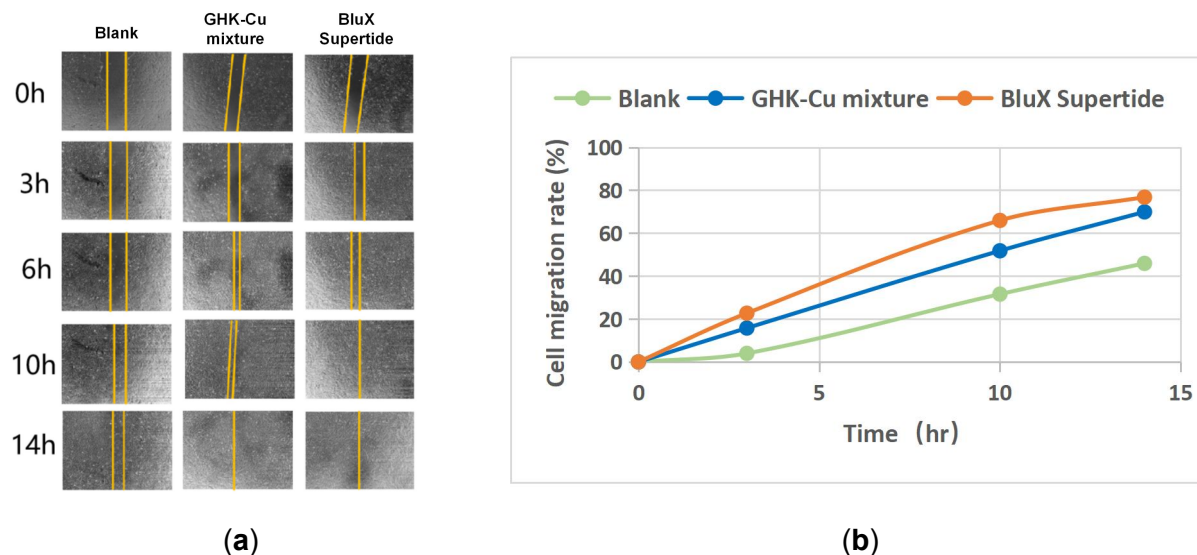 Blank
GHK-Cu
mixture
BluX
Supertide
0h
3h
6h
10h
14h
(a)
Blank GHK-Cu mixture BluX Supertide
Cell migration rate (%)
100
80
60
40
20
0
0 5 10 15
Time （hr)
(b)